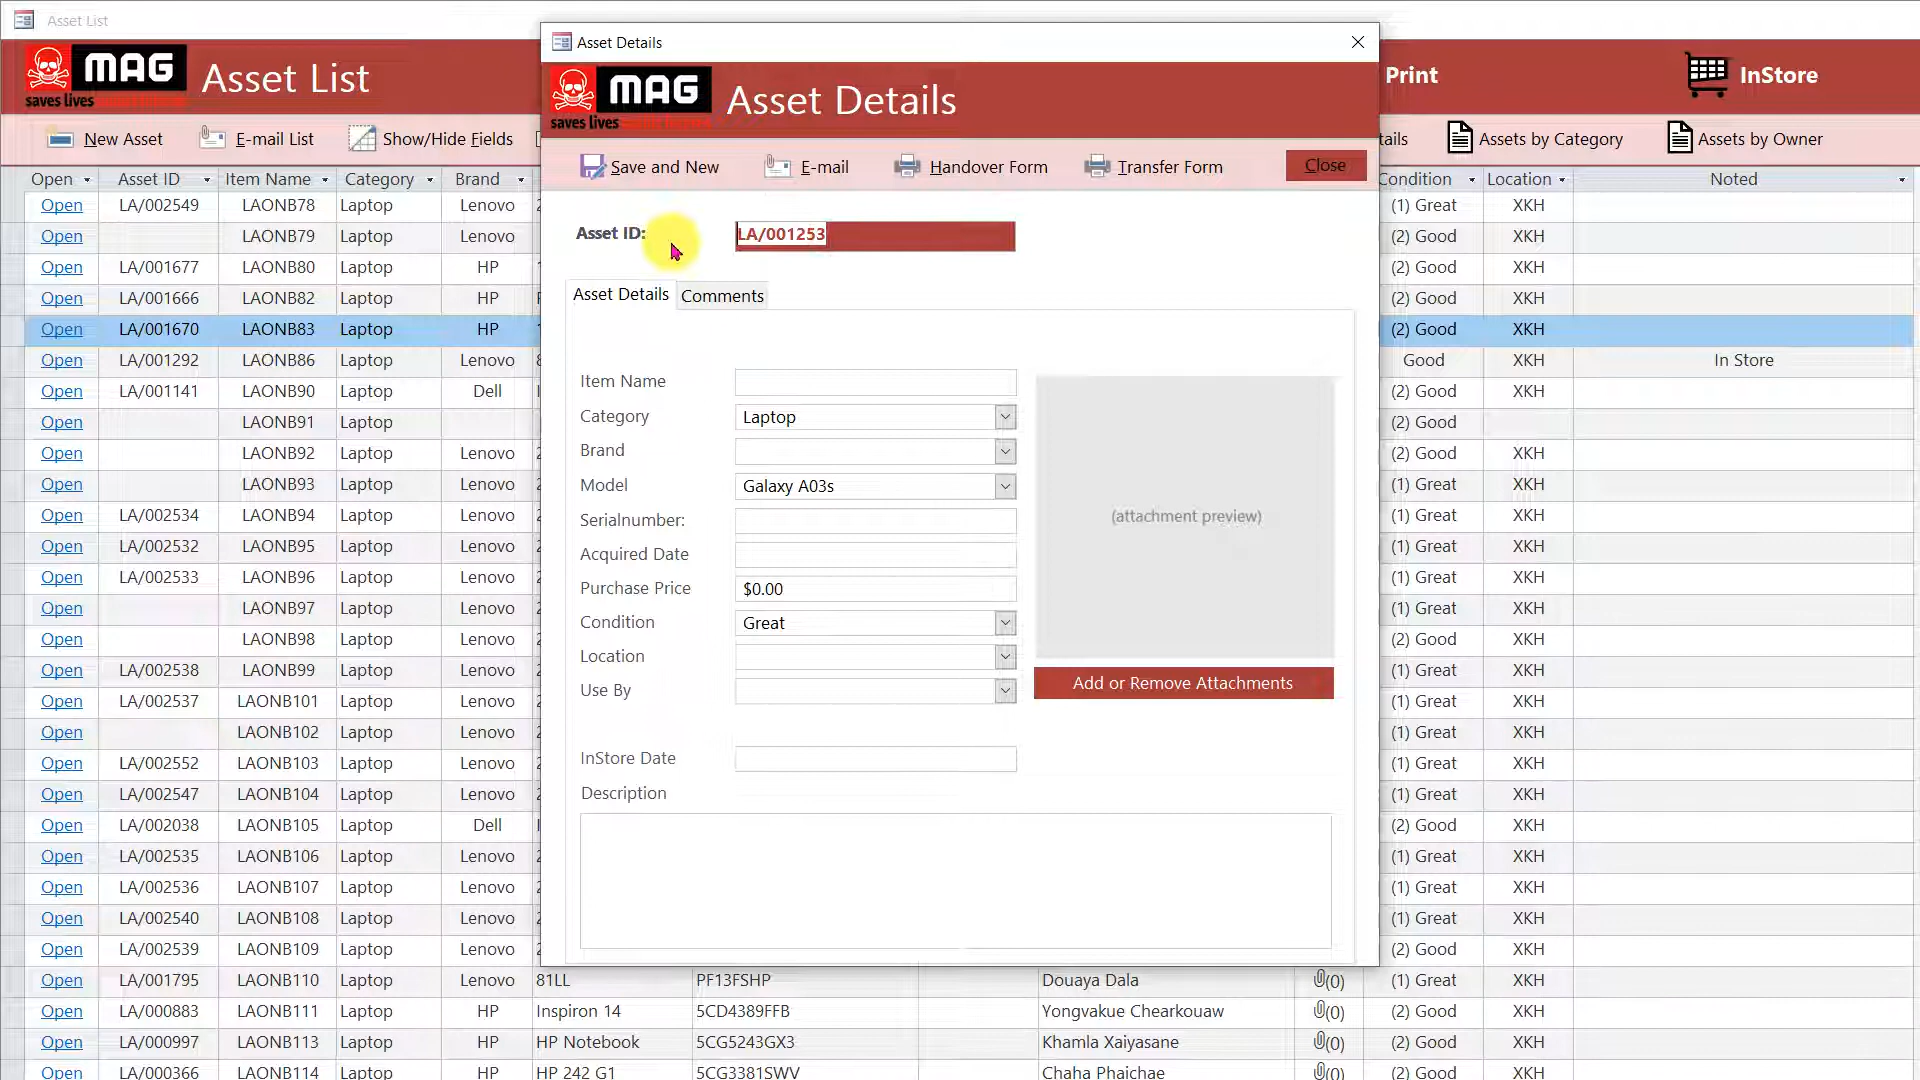 Asset List
MAG
saves lives
Asset List
Print
InStore
New Asset E-mail List Show/Hide Fields
tails Assets by Category Assets by Owner
Open Asset ID Item Name Category Brand
Condition Location Noted
Open LA/002549 LAONB78 Laptop Lenovo (1) Great XKH
Open LAONB79 Laptop Lenovo (2) Good XKH
Open LA/001677 LAONB80 Laptop HP (2) Good XKH
Open LA/001666 LAONB82 Laptop HP (2) Good XKH
Open LA/001670 LAONB83 Laptop HP (2) Good XKH
Open LA/001292 LAONB86 Laptop Lenovo Good XKH In Store
Open LA/001141 LAONB90 Laptop Dell (2) Good XKH
Open LAONB91 Laptop (2) Good
Open LAONB92 Laptop Lenovo (2) Good XKH
Open LAONB93 Laptop Lenovo (1) Great XKH
Open LA/002534 LAONB94 Laptop Lenovo (1) Great XKH
Open LA/002532 LAONB95 Laptop Lenovo (1) Great XKH
Open LA/002533 LAONB96 Laptop Lenovo (1) Great XKH
Open LAONB97 Laptop Lenovo (1) Great XKH
Open LAONB98 Laptop Lenovo (2) Good XKH
Open LA/002538 LAONB99 Laptop Lenovo (1) Great XKH
Open LA/002537 LAONB101 Laptop Lenovo (1) Great XKH
Open LAONB102 Laptop Lenovo (1) Great XKH
Open LA/002552 LAONB103 Laptop Lenovo (1) Great XKH
Open LA/002547 LAONB104 Laptop Lenovo (1) Great XKH
Open LA/002038 LAONB105 Laptop Dell (2) Good XKH
Open LA/002535 LAONB106 Laptop Lenovo (1) Great XKH
Open LA/002536 LAONB107 Laptop Lenovo (1) Great XKH
Open LA/002540 LAONB108 Laptop Lenovo (1) Great XKH
Open LA/002539 LAONB109 Laptop Lenovo (2) Good XKH
Open LA/001795 LAONB110 Laptop Lenovo 81LL PF13FSHP Douaya Dala (0) (1) Great XKH
Open LA/000883 LAONB111 Laptop HP Inspiron 14 5CD4389FFB Yongvakue Chearkouaw (0) (2) Good XKH
Open LA/000997 LAONB113 Laptop HP HP Notebook 5CG5243GX3 Khamla Xaiyasane (0) (2) Good XKH
Open LA/000366 LAONB114 Laptop HP HP 242 G1 5CG3381SWV Chaha Phaichae (0) (2) Good XKH
Asset Details
MAG
saves lives
Asset Details
Save and New E-mail Handover Form Transfer Form Close
Asset ID: LA/001253
Asset Details Comments
Item Name
Category Laptop
Brand
Model Galaxy A03s
Serialnumber:
Acquired Date
Purchase Price $0.00
Condition Great
Location
Use By
(attachment preview)
Add or Remove Attachments
InStore Date
Description